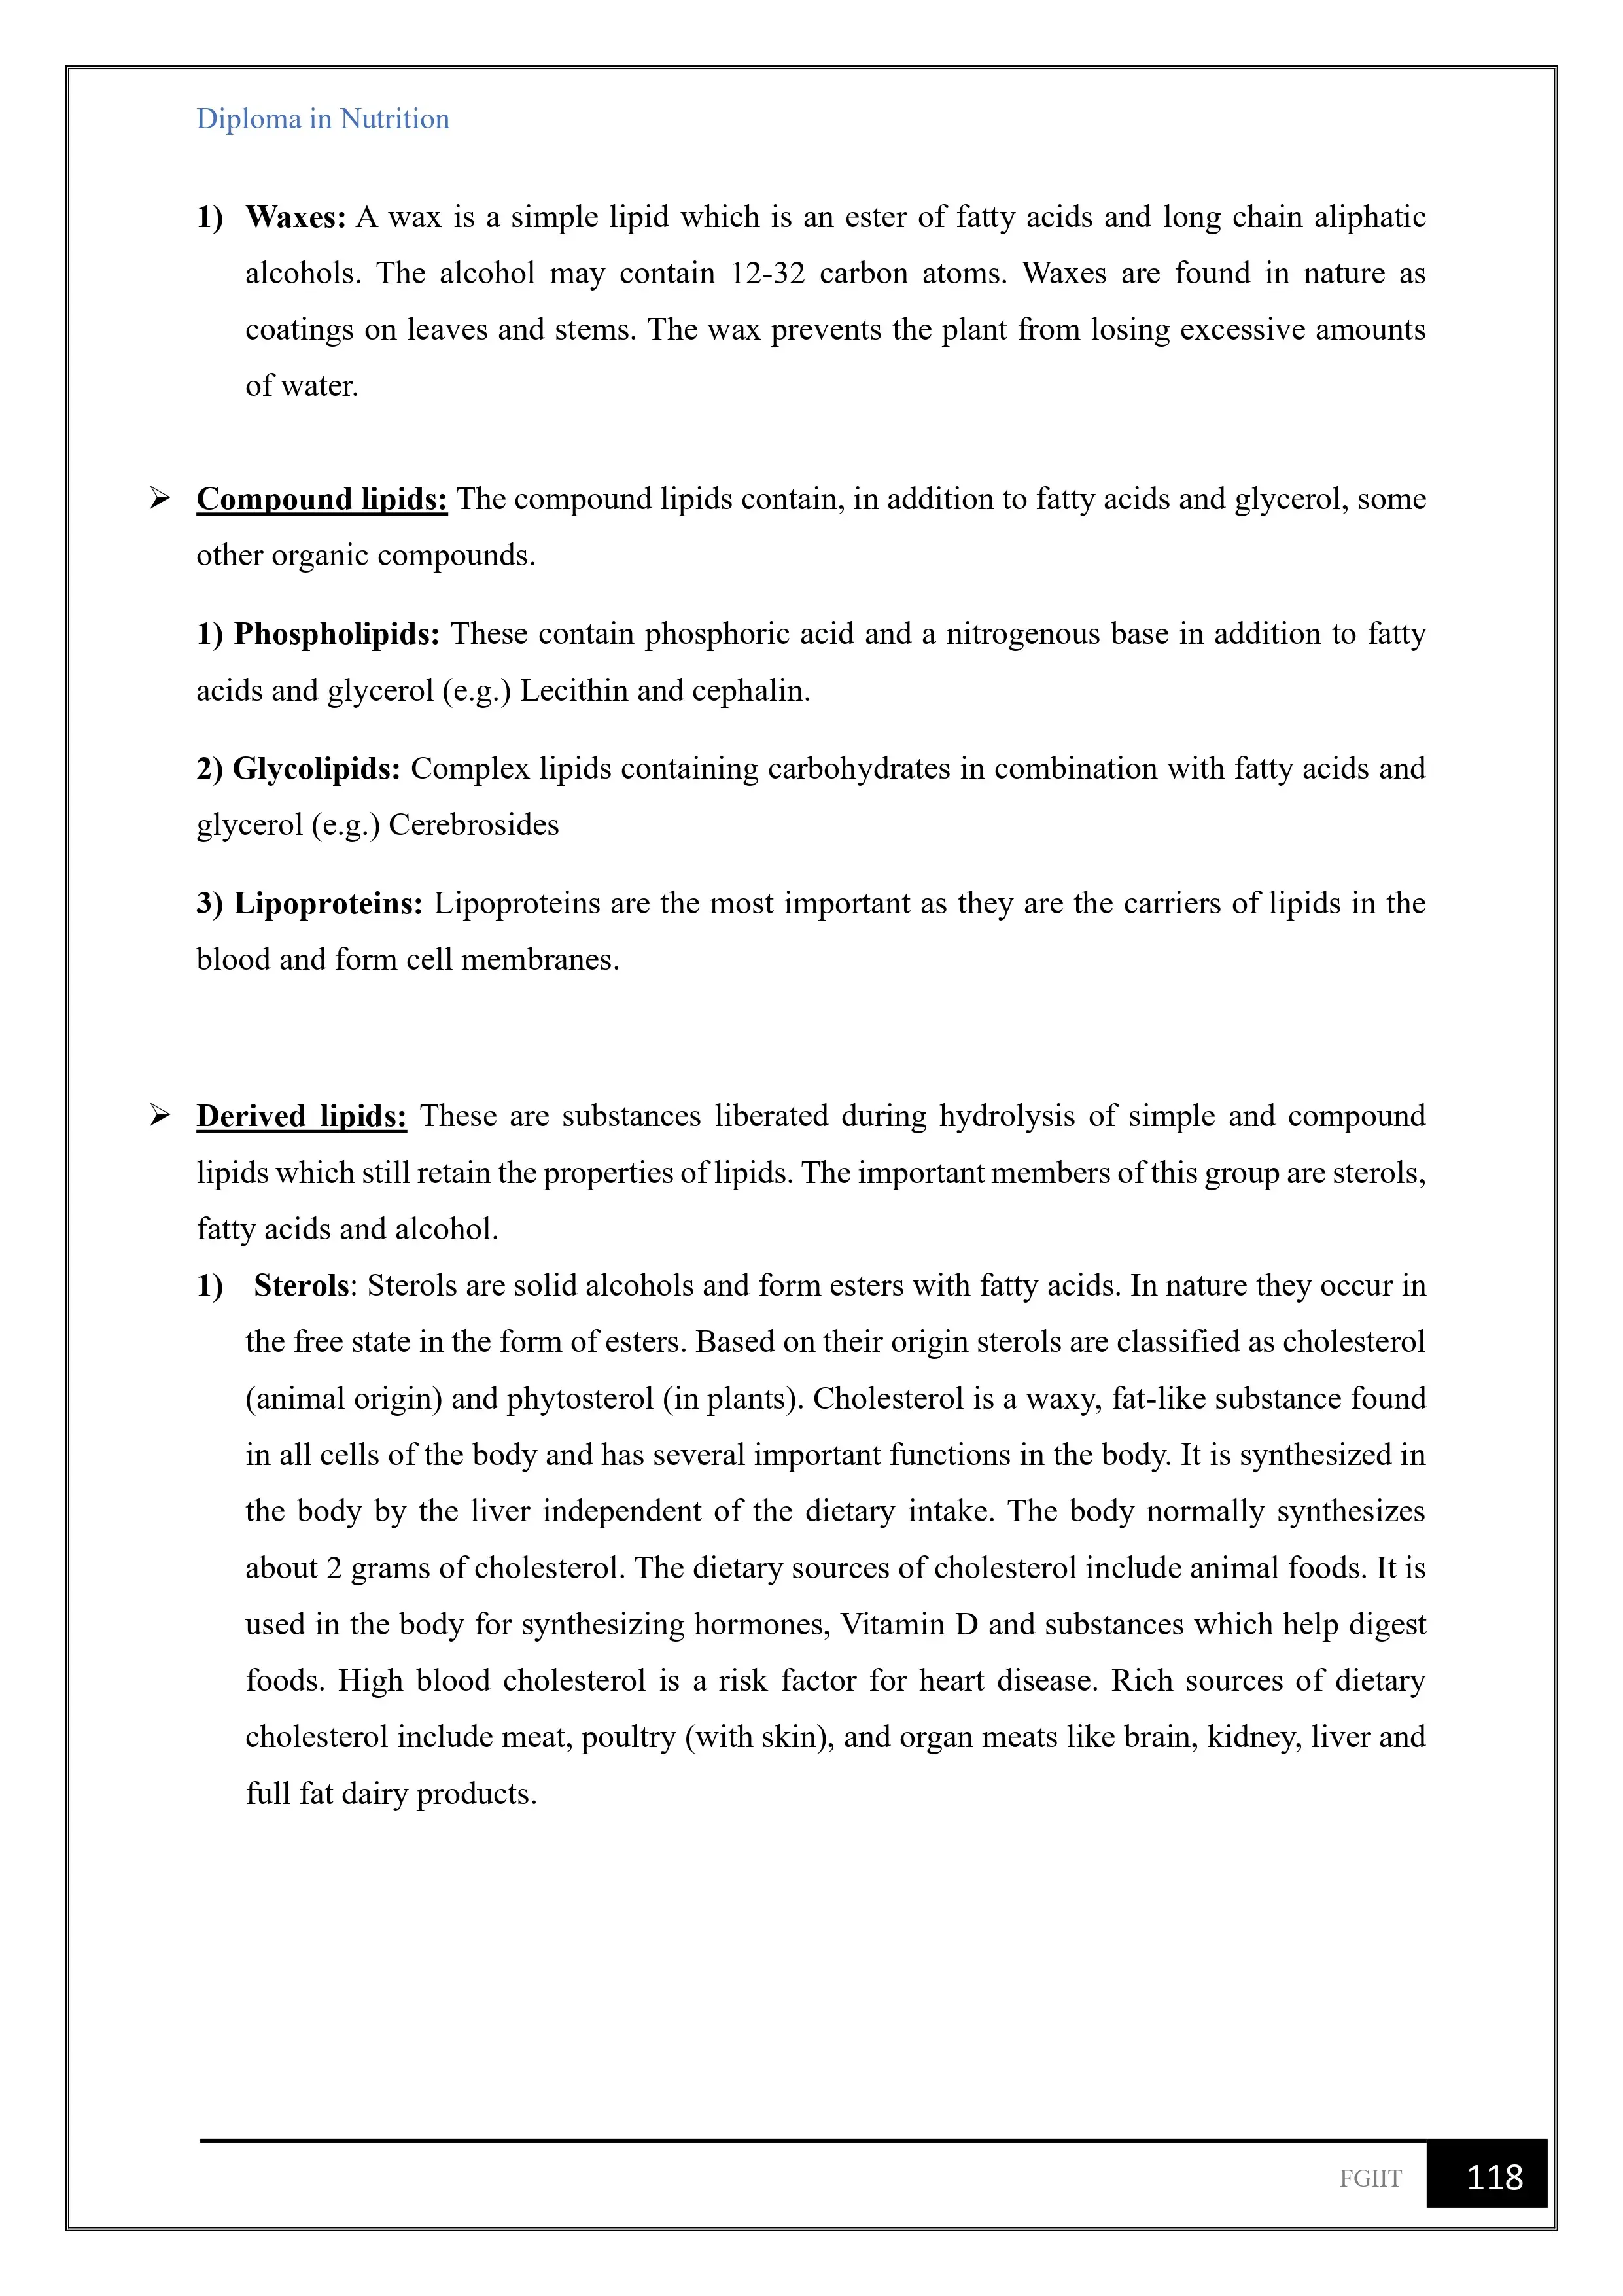 Diploma in Nutrition
1) Waxes: A wax is a simple lipid which is an ester of fatty acids and long chain aliphatic
alcohols. The alcohol may contain 12-32 carbon atoms. Waxes are found in nature as
coatings on leaves and stems. The wax prevents the plant from losing excessive amounts
of water.
➢ Compound lipids: The compound lipids contain, in addition to fatty acids and glycerol, some
other organic compounds.
1) Phospholipids: These contain phosphoric acid and a nitrogenous base in addition to fatty
acids and glycerol (e.g.) Lecithin and cephalin.
2) Glycolipids: Complex lipids containing carbohydrates in combination with fatty acids and
glycerol (e.g.) Cerebrosides
3) Lipoproteins: Lipoproteins are the most important as they are the carriers of lipids in the
blood and form cell membranes.
➢ Derived lipids: These are substances liberated during hydrolysis of simple and compound
lipids which still retain the properties of lipids. The important members of this group are sterols,
fatty acids and alcohol.
1) Sterols: Sterols are solid alcohols and form esters with fatty acids. In nature they occur in
the free state in the form of esters. Based on their origin sterols are classified as cholesterol
(animal origin) and phytosterol (in plants). Cholesterol is a waxy, fat-like substance found
in all cells of the body and has several important functions in the body. It is synthesized in
the body by the liver independent of the dietary intake. The body normally synthesizes
about 2 grams of cholesterol. The dietary sources of cholesterol include animal foods. It is
used in the body for synthesizing hormones, Vitamin D and substances which help digest
foods. High blood cholesterol is a risk factor for heart disease. Rich sources of dietary
cholesterol include meat, poultry (with skin), and organ meats like brain, kidney, liver and
full fat dairy products.
FGIIT 118